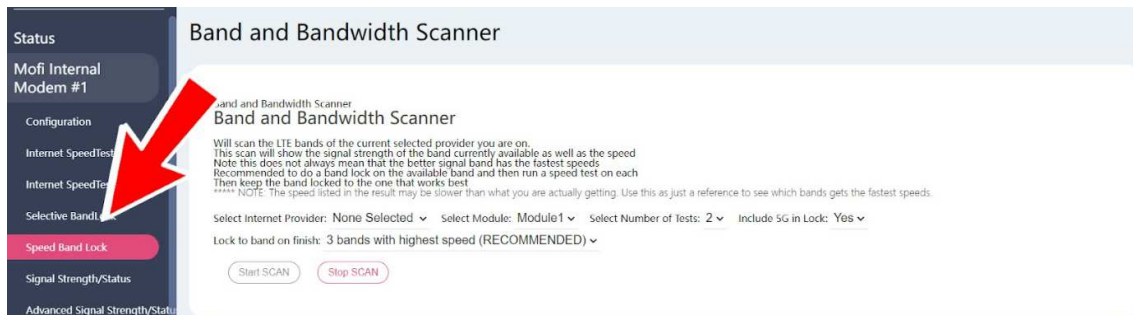 Status
Mofi Internal
Modem #1
Configuration
Internet SpeedTest
Internet
Selective
Speed Band Lock
Signal Strength/Status
Advanced Signal
Band and Bandwidth Scanner
Band and Bandwidth Scanner
Band and Bandwidth Scanner
Will scan the LTE bands of the current selected provider you are on.
This scan will show the signal strength of the band currently available as well as the speed
Note this does not always mean that the better signal band has the fastest speeds
Recommended to do a band lock on the available band and then run a speed test on each
Then keep the band locked to the one that works best
***** NOTE: The speed listed in the result may be slower than what you are actually getting. Use this as just a reference to see which bands gets the fastest speeds.
Select Internet Provider: None Selected Select Module: Module1 Select Number of Tests: 2 Include 5G in Lock: Yes
Lock to band on finish: 3 bands with highest speed (RECOMMENDED)
Start SCAN Stop SCAN